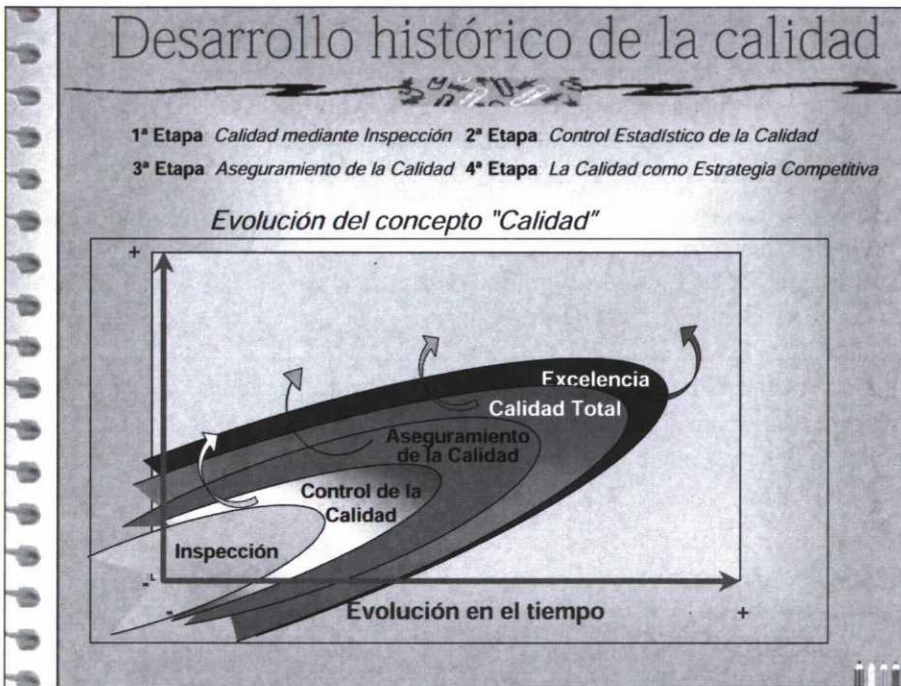 Desarrollo histórico de la calidad
1ª Etapa: Calidad mediante Inspección 2ª Etapa: Control Estadístico de la Calidad
3ª Etapa: Aseguramiento de la Calidad 4ª Etapa: La Calidad como Estrategia Competitiva
Evolución del concepto "Calidad"
+
Excelencia
Calidad Total
Aseguramiento
de la Calidad
Control de la
Calidad
Inspección
-
- Evolución en el tiempo +